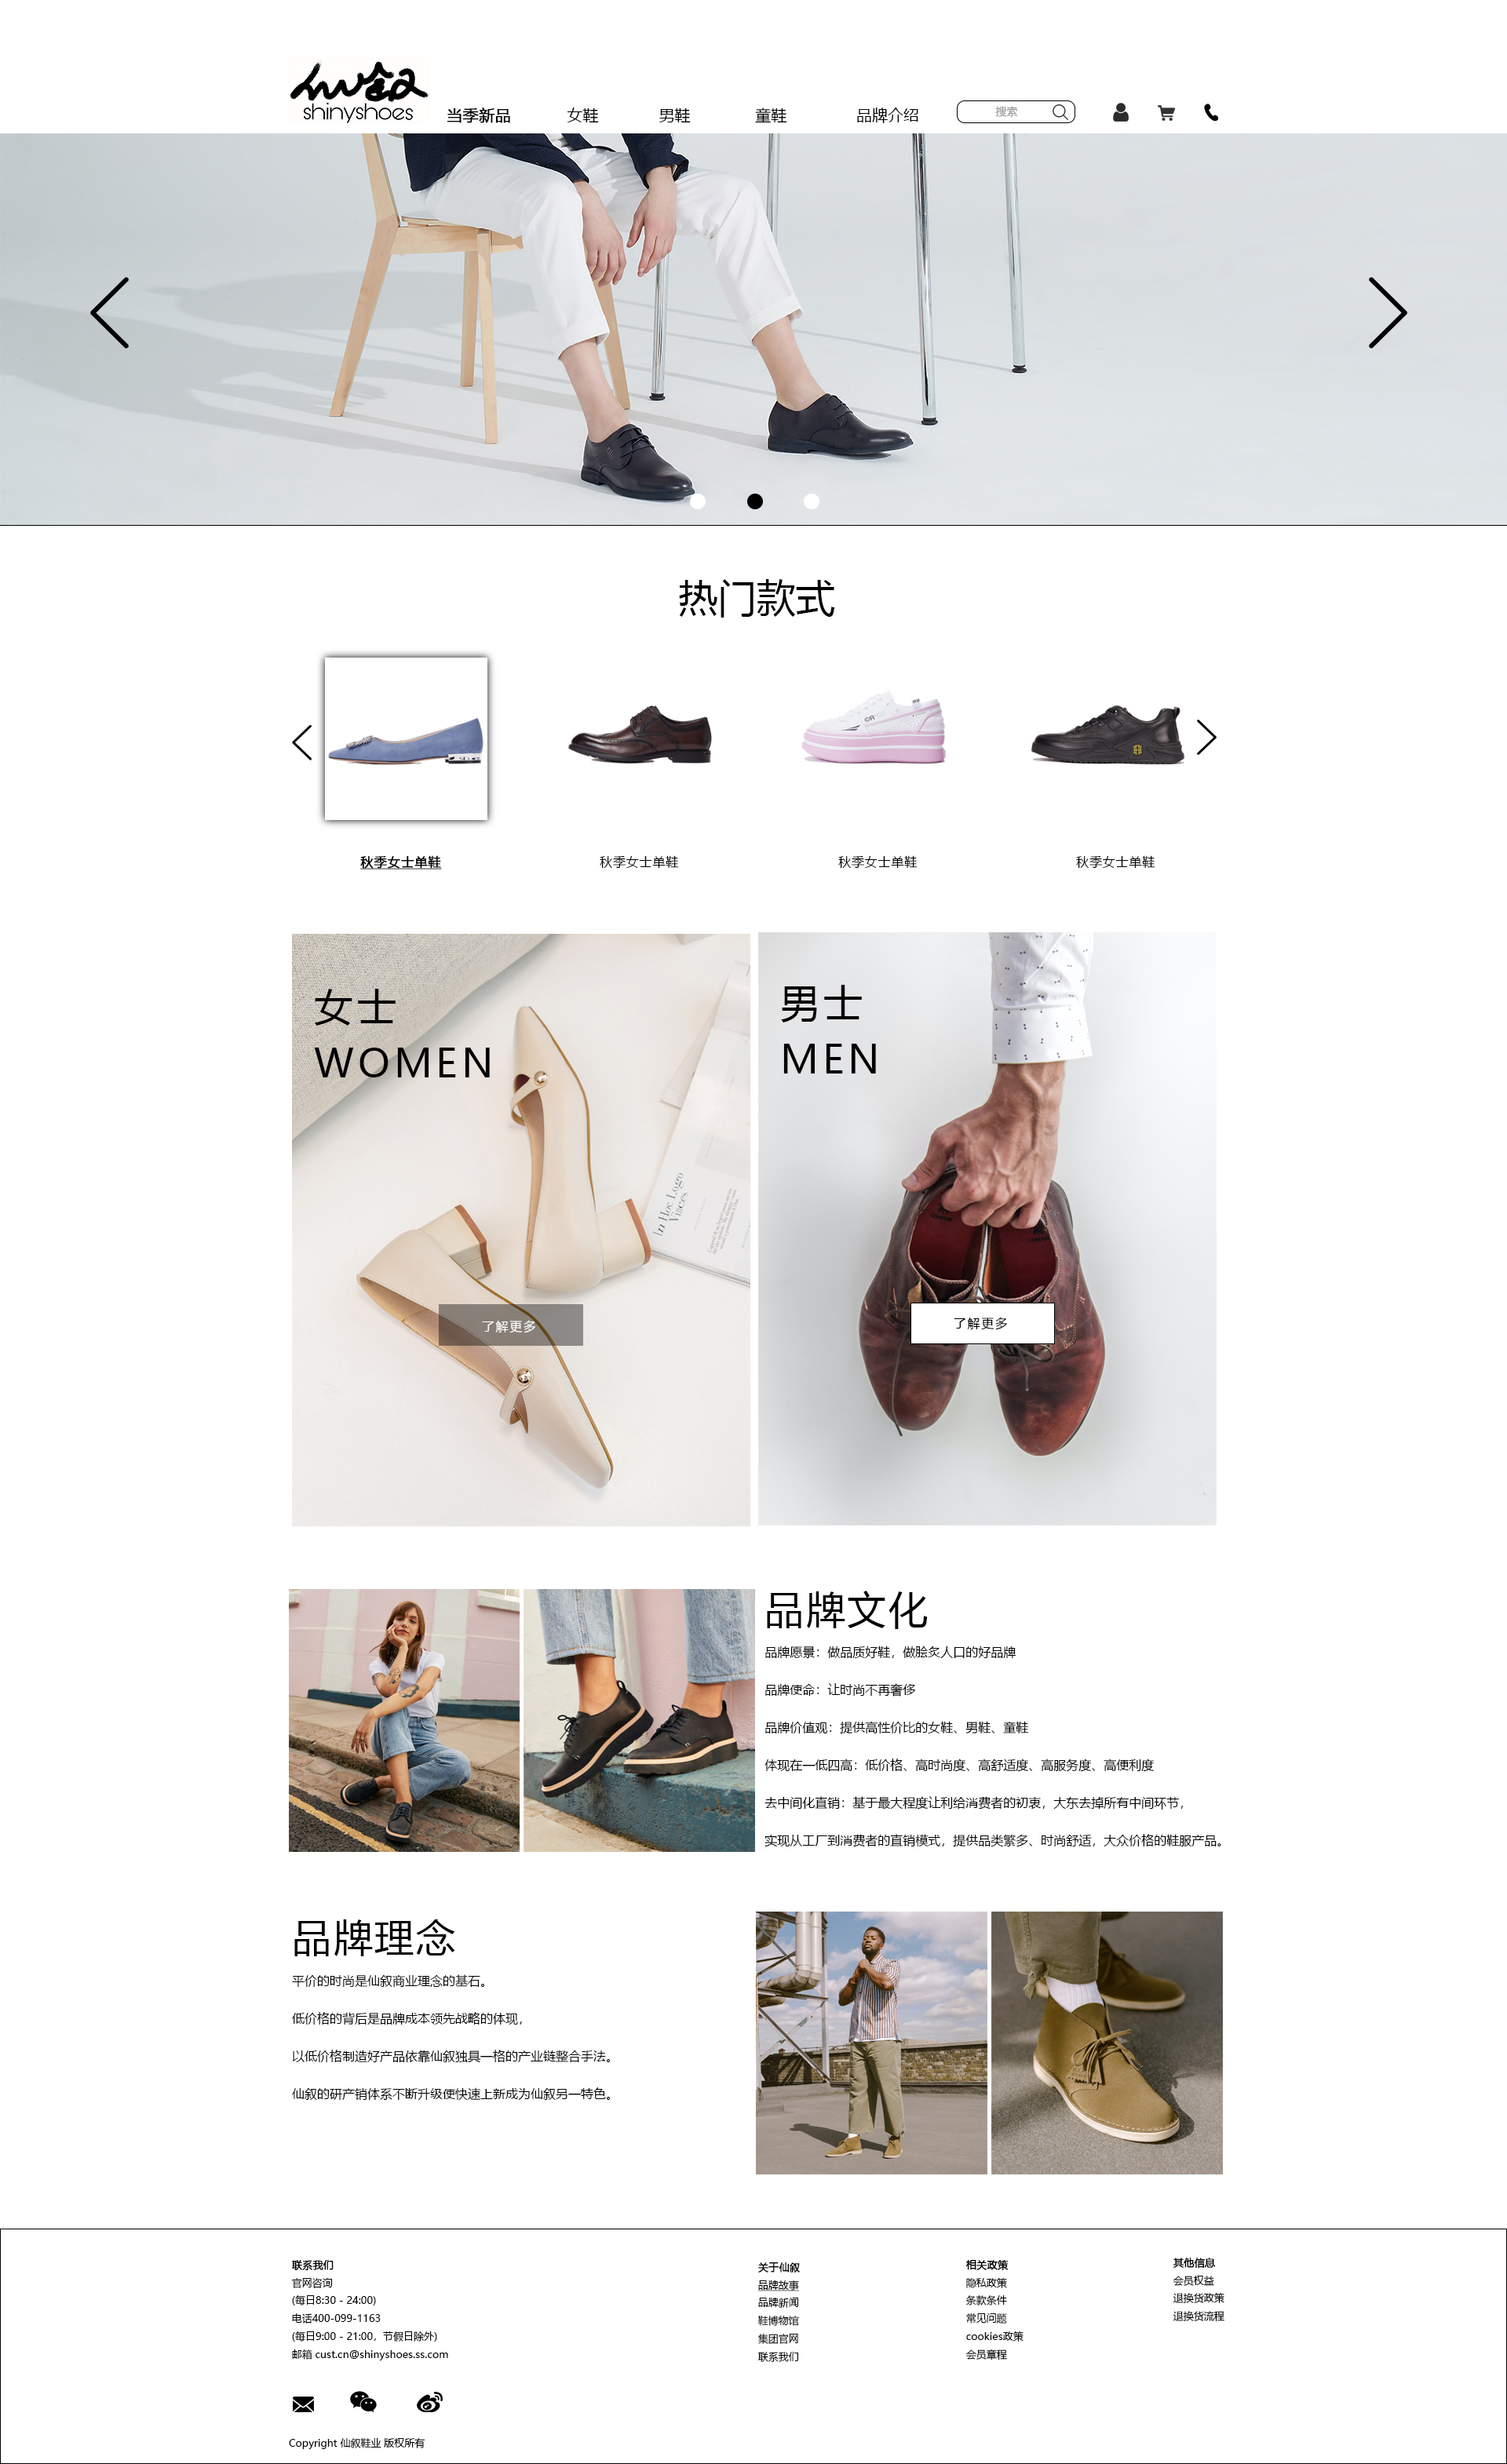 仙叙
shinyshoes
当季新品 女鞋 男鞋 童鞋 品牌介绍 搜索
热门款式
秋季女士单鞋 秋季女士单鞋 秋季女士单鞋 秋季女士单鞋
女士
WOMEN
In Hoc Logo
Viscers
了解更多
男士
MEN
了解更多
品牌文化
品牌愿景：做品质好鞋，做脍炙人口的好品牌
品牌使命：让时尚不再奢侈
品牌价值观：提供高性价比的女鞋、男鞋、童鞋
体现在一低四高：低价格、高时尚度、高舒适度、高服务度、高便利度
去中间化直销：基于最大程度让利给消费者的初衷，大东去掉所有中间环节，
实现从工厂到消费者的直销模式，提供品类繁多、时尚舒适，大众价格的鞋服产品。
品牌理念
平价的时尚是仙叙商业理念的基石。
低价格的背后是品牌成本领先战略的体现，
以低价格制造好产品依靠仙叙独具一格的产业链整合手法。
仙叙的研产销体系不断升级使快速上新成为仙叙另一特色。
联系我们
官网咨询
(每日8:30 - 24:00)
电话400-099-1163
(每日9:00 - 21:00，节假日除外)
邮箱 cust.cn@shinyshoes.ss.com
Copyright 仙叙鞋业 版权所有
关于仙叙
品牌故事
品牌新闻
鞋博物馆
集团官网
联系我们
相关政策
隐私政策
条款条件
常见问题
cookies政策
会员章程
其他信息
会员权益
退换货政策
退换货流程